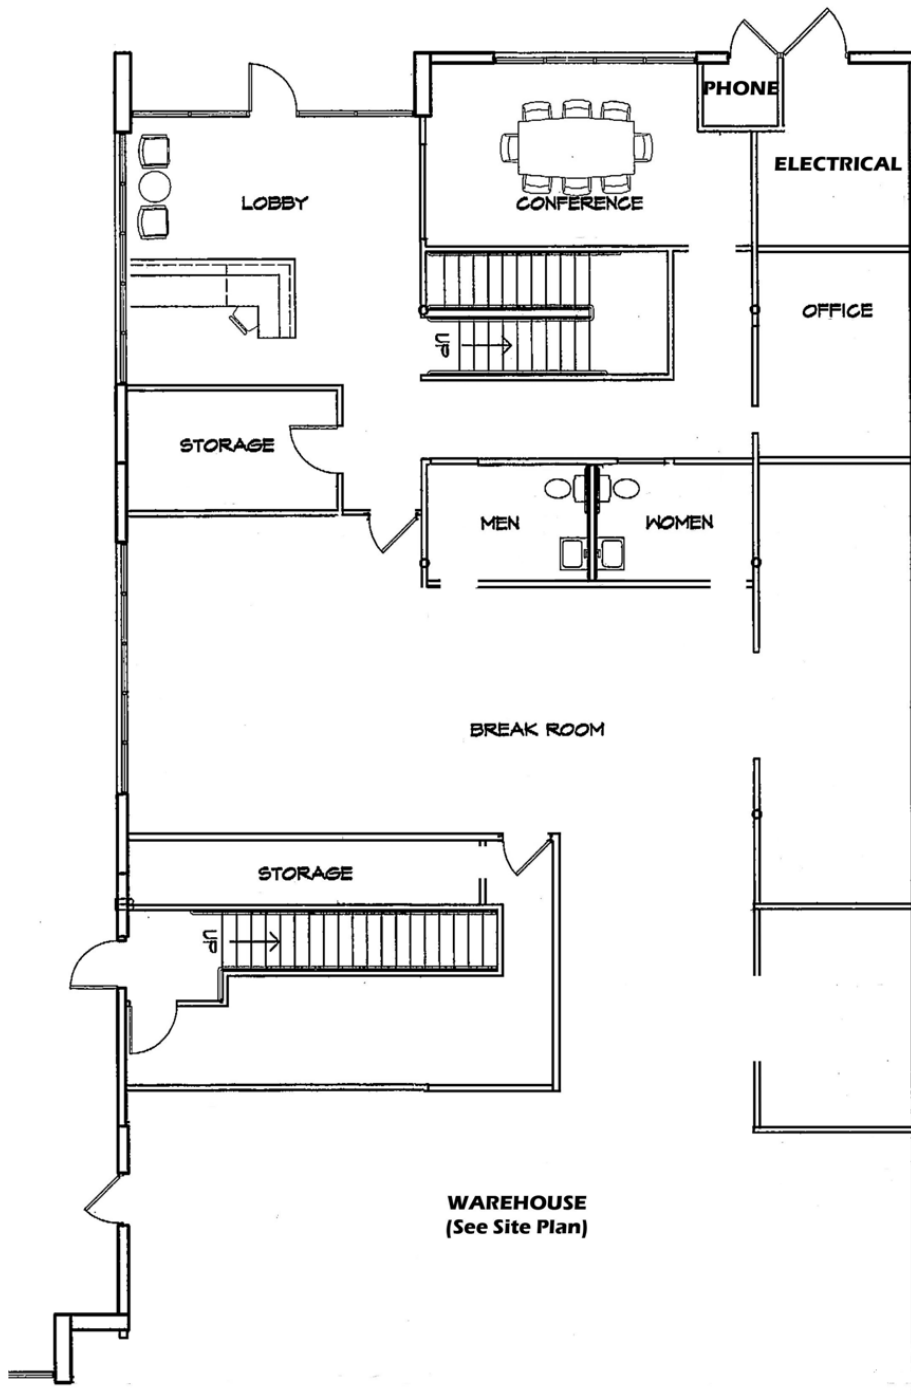 PHONE
ELECTRICAL
LOBBY
CONFERENCE
OFFICE
UP
STORAGE
MEN
WOMEN
BREAK ROOM
STORAGE
UP
WAREHOUSE
(See Site Plan)